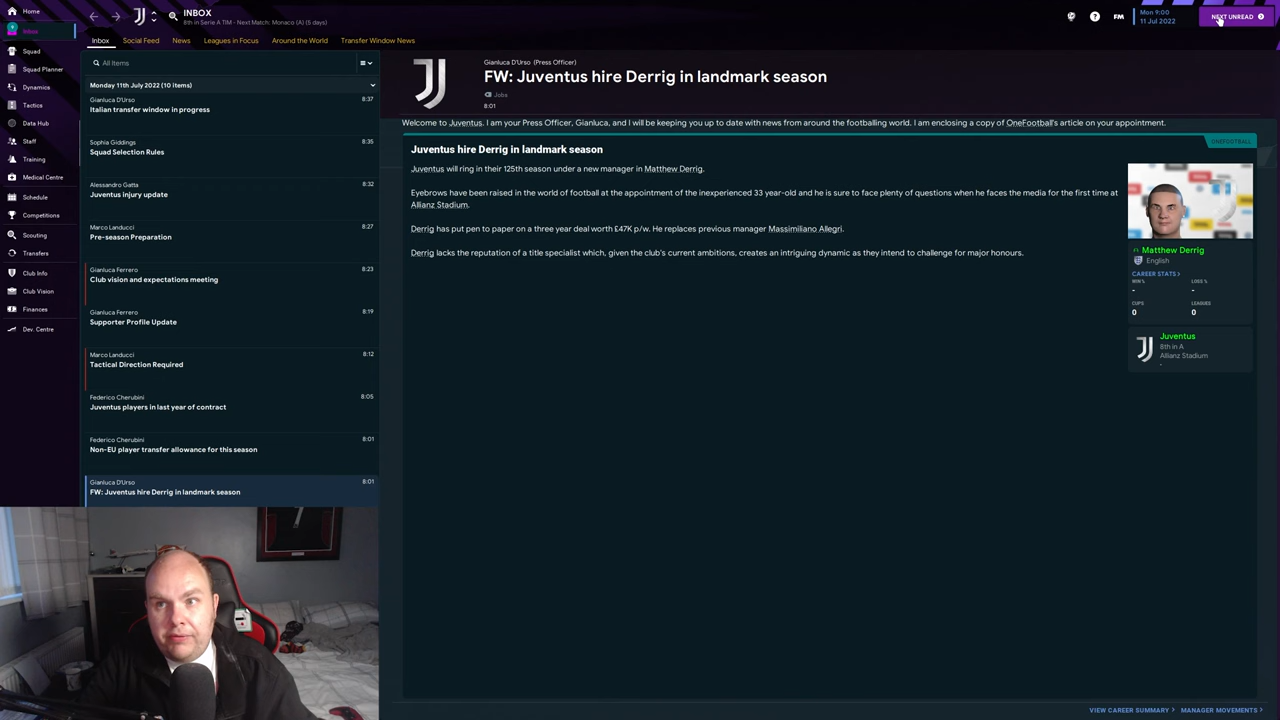 Home
Inbox
Squad
Squad Planner
Dynamics
Tactics
Data Hub
Staff
Training
Medical Centre
Schedule
Competitions
Scouting
Transfers
Club Info
Club Vision
Finances
Dev. Centre
INBOX
8th in Serie A TIM - Next Match: Monaco (A) (5 days)
FM
Mon 9:00
11 Jul 2022
NEXT UNREAD
Inbox
Social Feed
News
Leagues in Focus
Around the World
Transfer Window News
All Items
Monday 11th July 2022 (10 Items)
Gianluca D'Urso 8:37
Italian transfer window in progress
Sophia Giddings 8:35
Squad Selection Rules
Alessandro Gatta 8:32
Juventus injury update
Marco Landucci 8:27
Pre-season Preparation
Gianluca Ferrero 8:23
Club vision and expectations meeting
Gianluca Ferrero 8:19
Supporter Profile Update
Marco Landucci 8:12
Tactical Direction Required
Federico Cherubini 8:05
Juventus players in last year of contract
Federico Cherubini 8:01
Non-EU player transfer allowance for this season
Gianluca D'Urso 8:01
FW: Juventus hire Derrig in landmark season
Gianluca D'Urso (Press Officer)
FW: Juventus hire Derrig in landmark season
Jobs
8:01
Welcome to Juventus. I am your Press Officer, Gianluca, and I will be keeping you up to date with news from around the footballing world. I am enclosing a copy of OneFootball's article on your appointment.
ONEFOOTBALL
Juventus hire Derrig in landmark season
Juventus will ring in their 125th season under a new manager in Matthew Derrig.
Eyebrows have been raised in the world of football at the appointment of the inexperienced 33 year-old and he is sure to face plenty of questions when he faces the media for the first time at
Allianz Stadium.
Derrig has put pen to paper on a three year deal worth £47K p/w. He replaces previous manager Massimiliano Allegri.
Derrig lacks the reputation of a title specialist which, given the club's current ambitions, creates an intriguing dynamic as they intend to challenge for major honours.
Matthew Derrig
English
CAREER STATS >
WIN % LOSS %
- -
CUPS LEAGUES
0 0
Juventus
8th in A
Allianz Stadium
-
VIEW CAREER SUMMARY >
MANAGER MOVEMENTS >